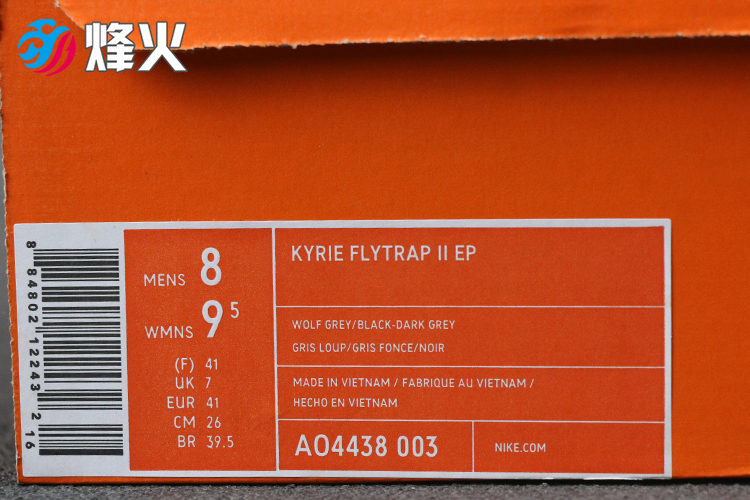 烽火
8 84802 12243 2 16
MENS 8
WMNS 9 5
(F) 41
UK 7
EUR 41
CM 26
BR 39.5
KYRIE FLYTRAP II EP
WOLF GREY/BLACK-DARK GREY
GRIS LOUP/GRIS FONCE/NOIR
MADE IN VIETNAM / FABRIQUE AU VIETNAM /
HECHO EN VIETNAM
AO4438 003
NIKE.COM